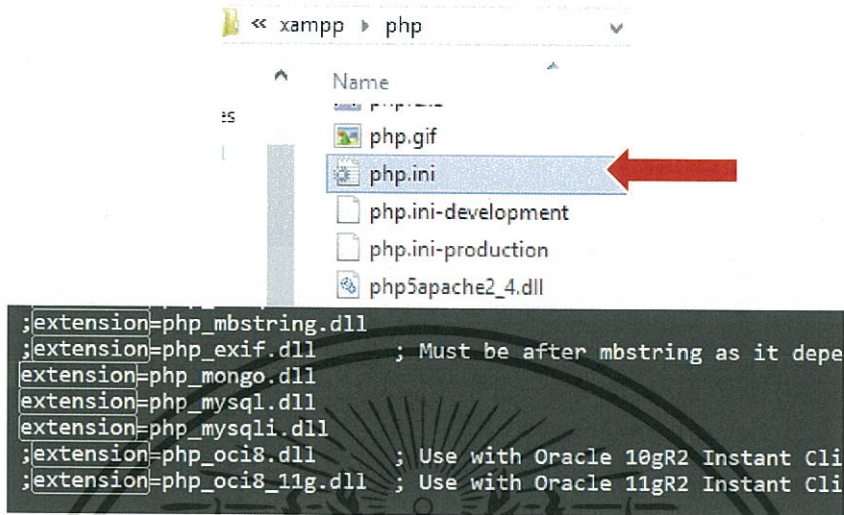 « xampp ▸ php
Name
es
php.gif
php.ini
php.ini-development
php.ini-production
php5apache2_4.dll
;extension=php_mbstring.dll
;extension=php_exif.dll ; Must be after mbstring as it depe
extension=php_mongo.dll
extension=php_mysql.dll
extension=php_mysqli.dll
;extension=php_oci8.dll ; Use with Oracle 10gR2 Instant Cli
;extension=php_oci8_11g.dll ; Use with Oracle 11gR2 Instant Cli